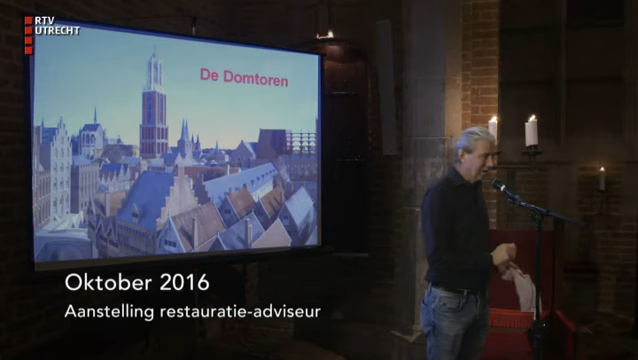 RTV
UTRECHT
De Domtoren
Oktober 2016
Aanstelling restauratie-adviseur